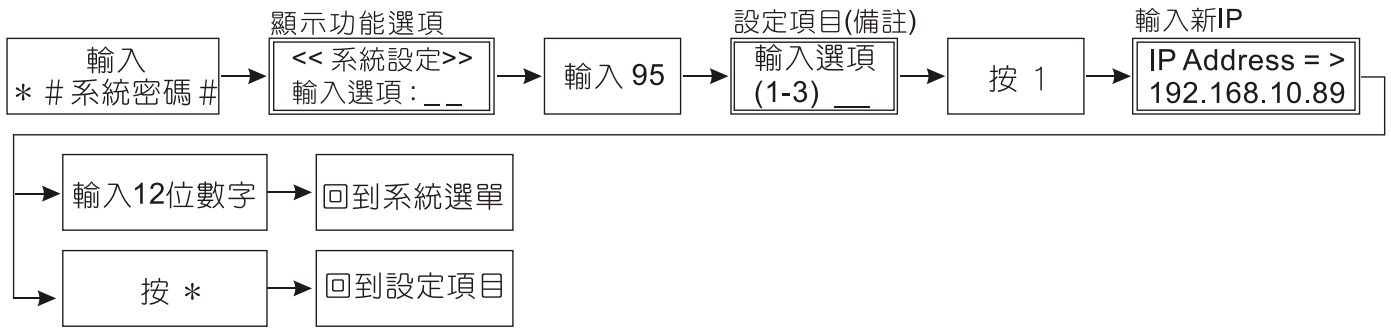 顯示功能選項
設定項目(備註)
輸入新IP
輸入
* # 系統密碼 #
<< 系統設定>>
輸入選項 : _ _
輸入 95
輸入選項
(1-3) __
按 1
IP Address = >
192.168.10.89
輸入12位數字
回到系統選單
按 *
回到設定項目